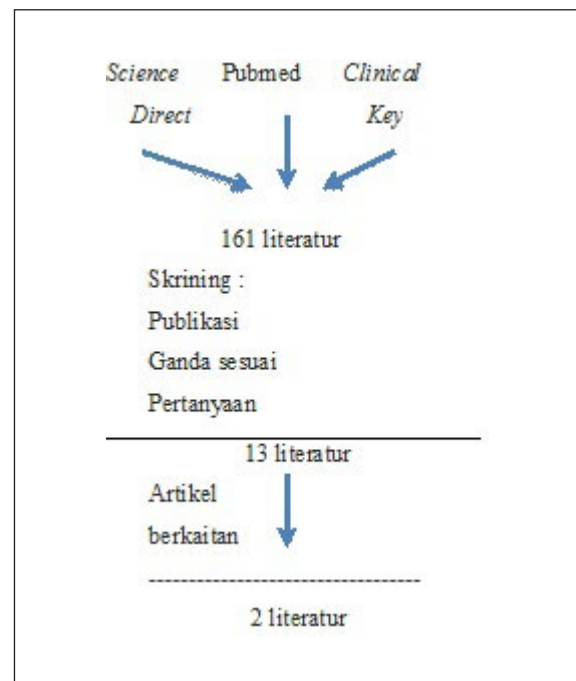 Science Pubmed Clinical
Direct Key
161 literatur
Skrining :
Publikasi
Ganda sesuai
Pertanyaan
13 literatur
Artikel
berkaitan
---------------------------------
2 literatur